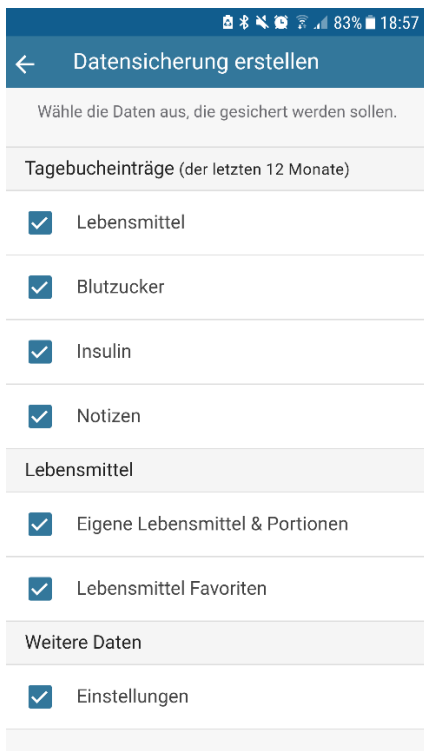 83% 18:57
Datensicherung erstellen
Wähle die Daten aus, die gesichert werden sollen.
Tagebucheinträge (der letzten 12 Monate)
Lebensmittel
Blutzucker
Insulin
Notizen
Lebensmittel
Eigene Lebensmittel & Portionen
Lebensmittel Favoriten
Weitere Daten
Einstellungen